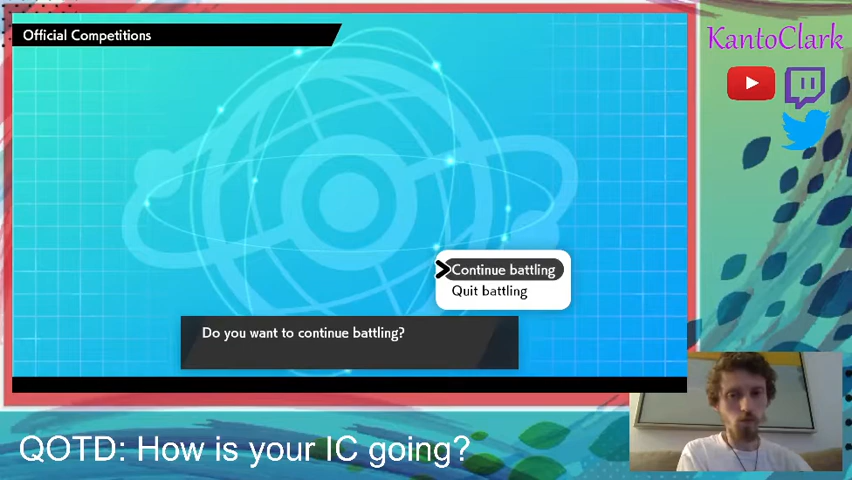 Official Competitions
KantoClark
Continue battling
Quit battling
Do you want to continue battling?
QOTD: How is your IC going?